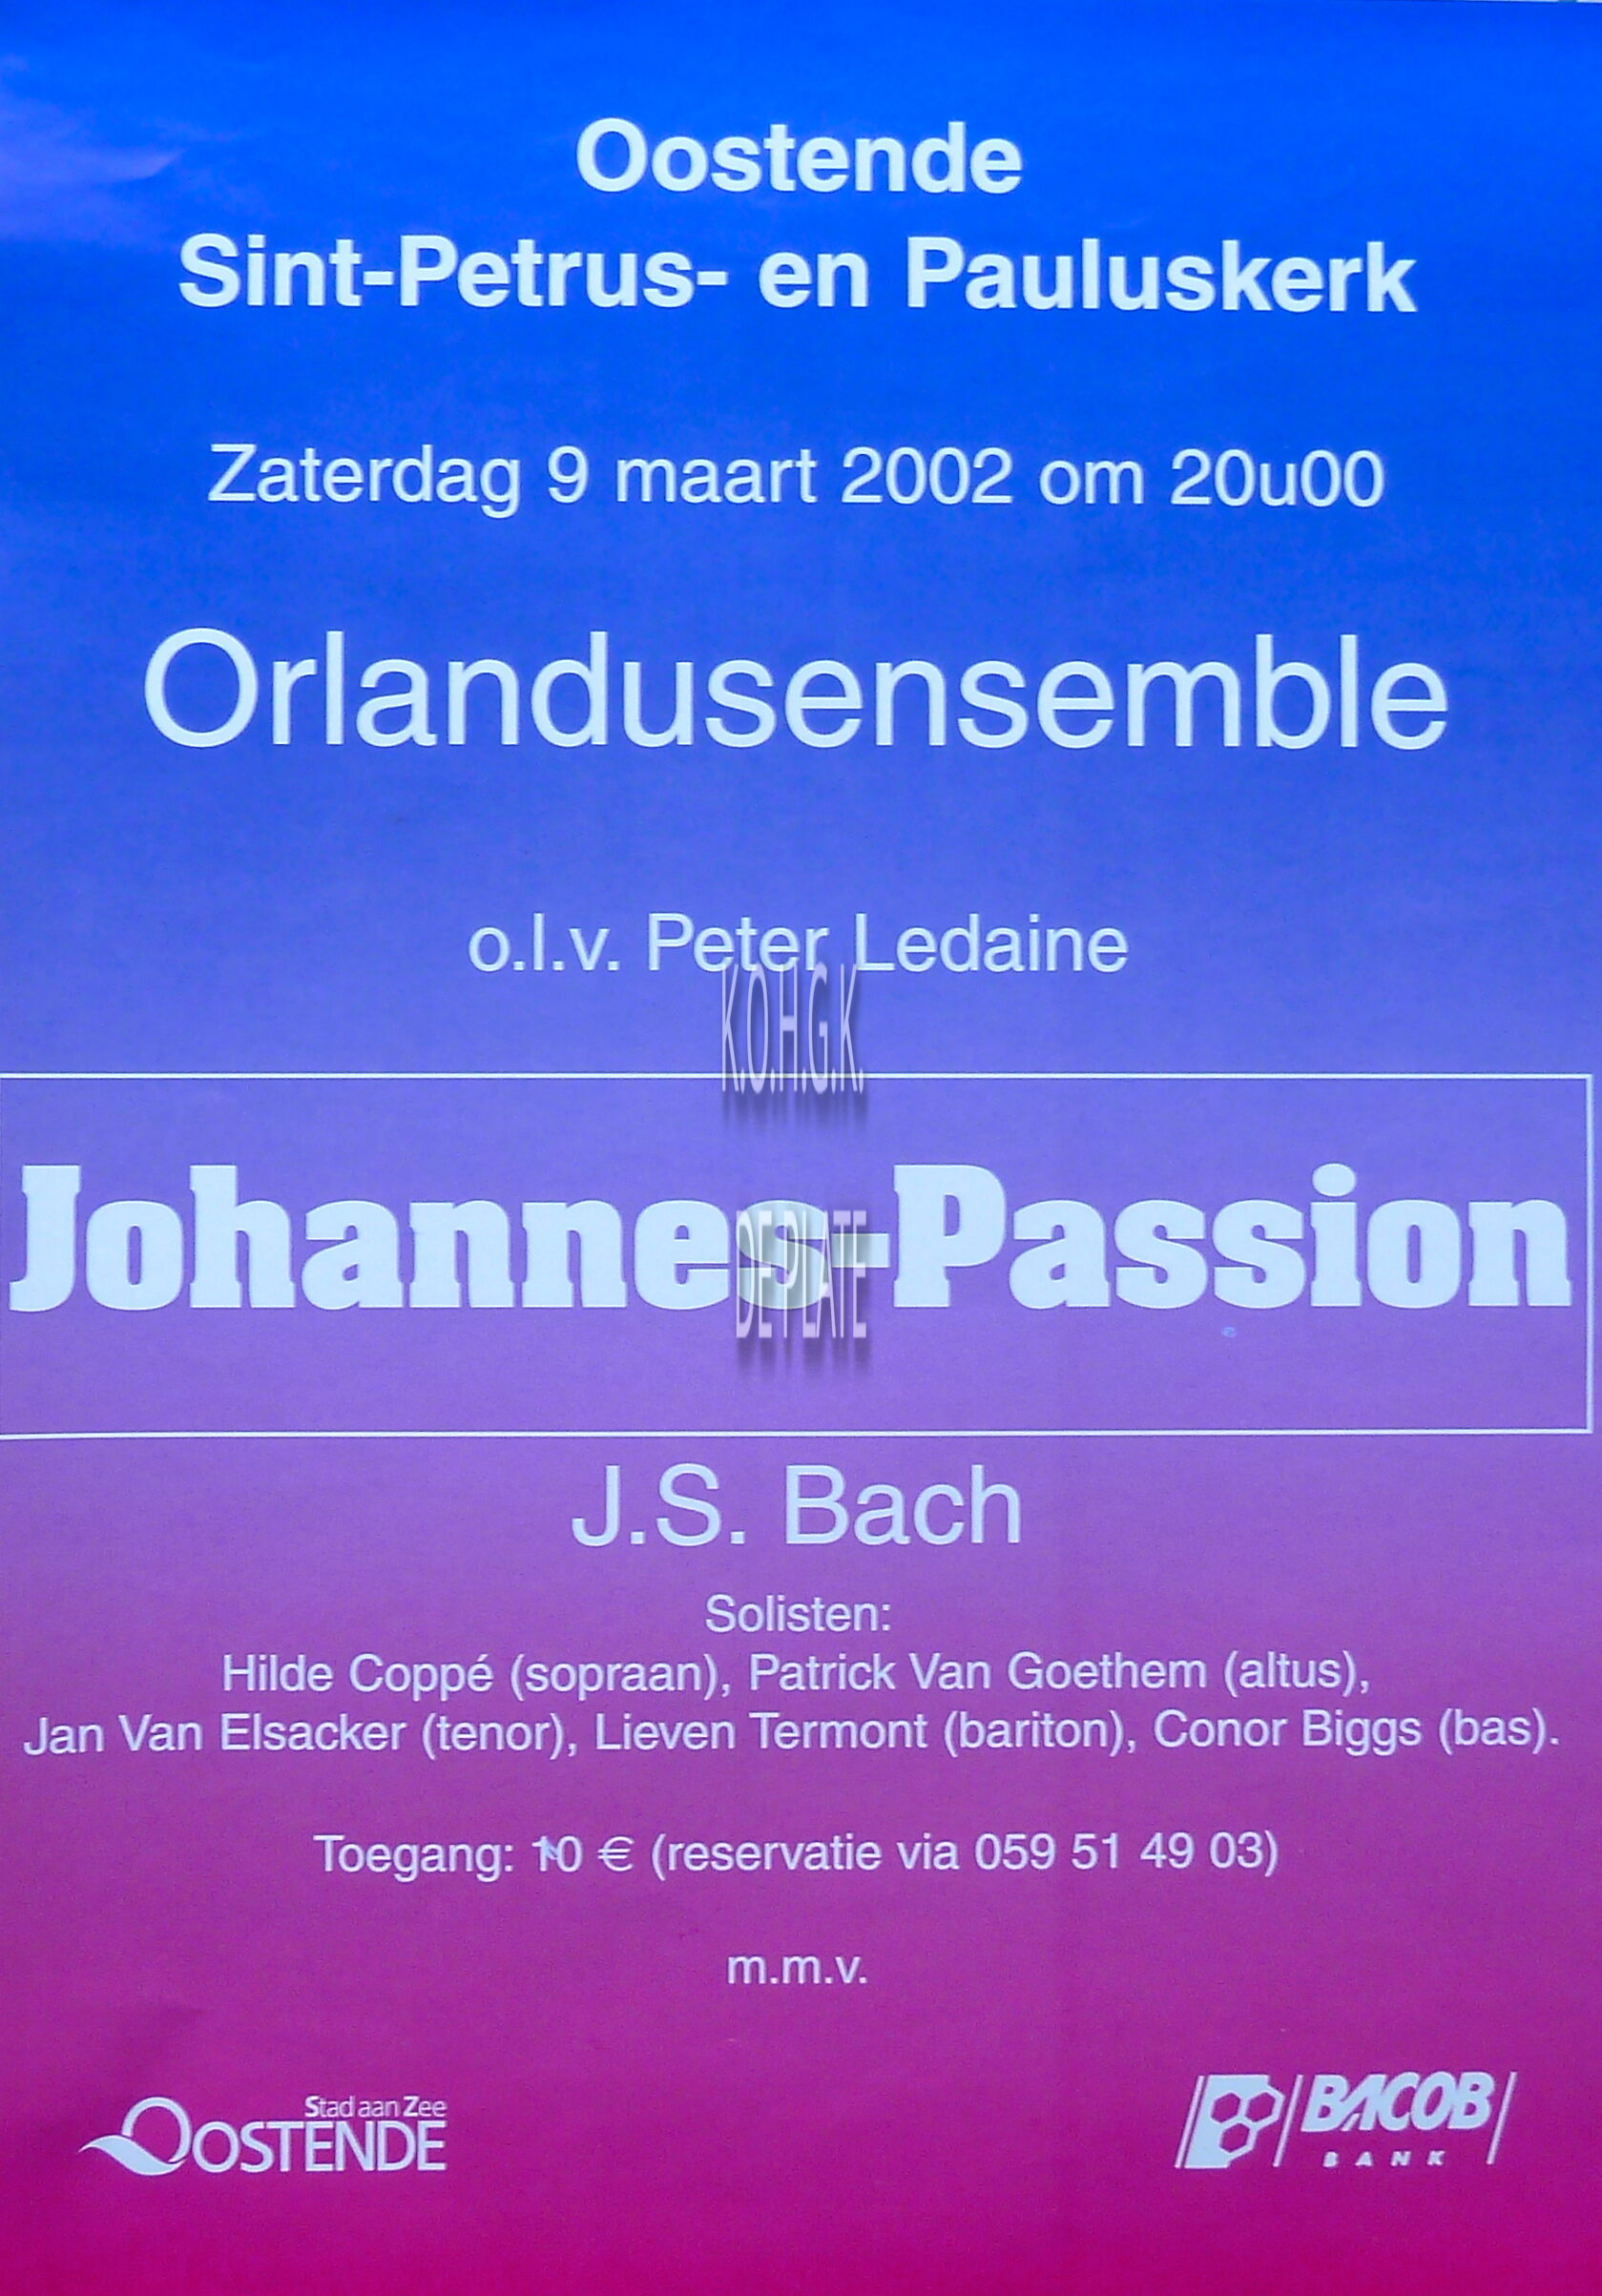 Oostende
Sint-Petrus- en Pauluskerk
Zaterdag 9 maart 2002 om 20u00
Orlandusensemble
o.l.v. Peter Ledaine
K.O.H.G.K.
Johannes-Passion
DE PLATE
J.S. Bach
Solisten:
Hilde Coppé (sopraan), Patrick Van Goethem (altus),
Jan Van Elsacker (tenor), Lieven Termont (bariton), Conor Biggs (bas).
Toegang: 10 € (reservatie via 059 51 49 03)
m.m.v.
Stad aan Zee
OOSTENDE
BACOB
BANK